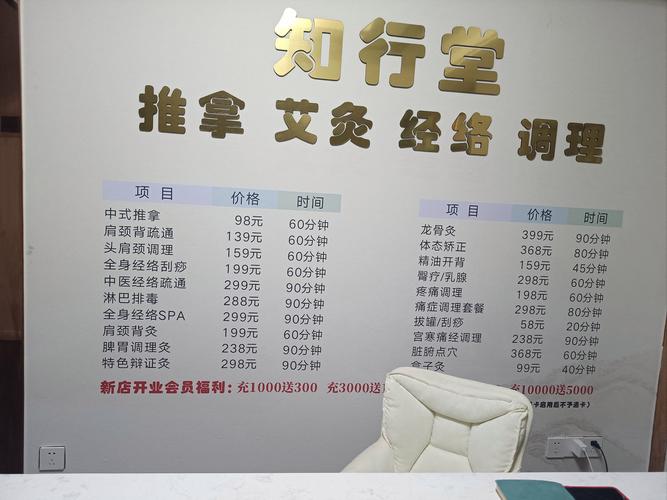 知行堂
推拿 艾灸 经络 调理
项目 价格 时间
中式推拿 98元 60分钟
肩颈背疏通 139元 60分钟
头肩颈调理 159元 60分钟
全身经络刮痧 199元 60分钟
中医经络疏通 299元 90分钟
淋巴排毒 288元 90分钟
全身经络SPA 299元 90分钟
肩颈背灸 199元 60分钟
脾胃调理灸 238元 90分钟
特色辩证灸 298元 90分钟
项目 价格 时间
龙骨灸 399元 90分钟
体态矫正 368元 80分钟
精油开背 159元 45分钟
臀疗/乳腺 298元 60分钟
疼痛调理 198元 60分钟
痛症调理套餐 298元 80分钟
拔罐/刮痧 58元 20分钟
宫寒痛经调理 238元 90分钟
脏腑点穴 368元 60分钟
盒子灸 99元 40分钟
新店开业会员福利：充1000送300 充3000送1 充10000送5000
卡启用后不予退卡）